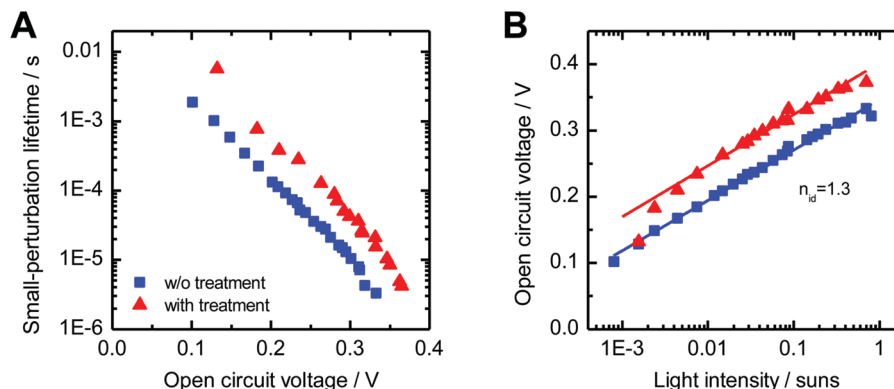 A
Small-perturbation lifetime / s
0.01
1E-3
1E-4
1E-5
1E-6
w/o treatment
with treatment
0.0 0.1 0.2 0.3 0.4
Open circuit voltage / V
B
Open circuit voltage / V
0.4
0.3
0.2
0.1
0.0
n_id=1.3
1E-3 0.01 0.1 1
Light intensity / suns